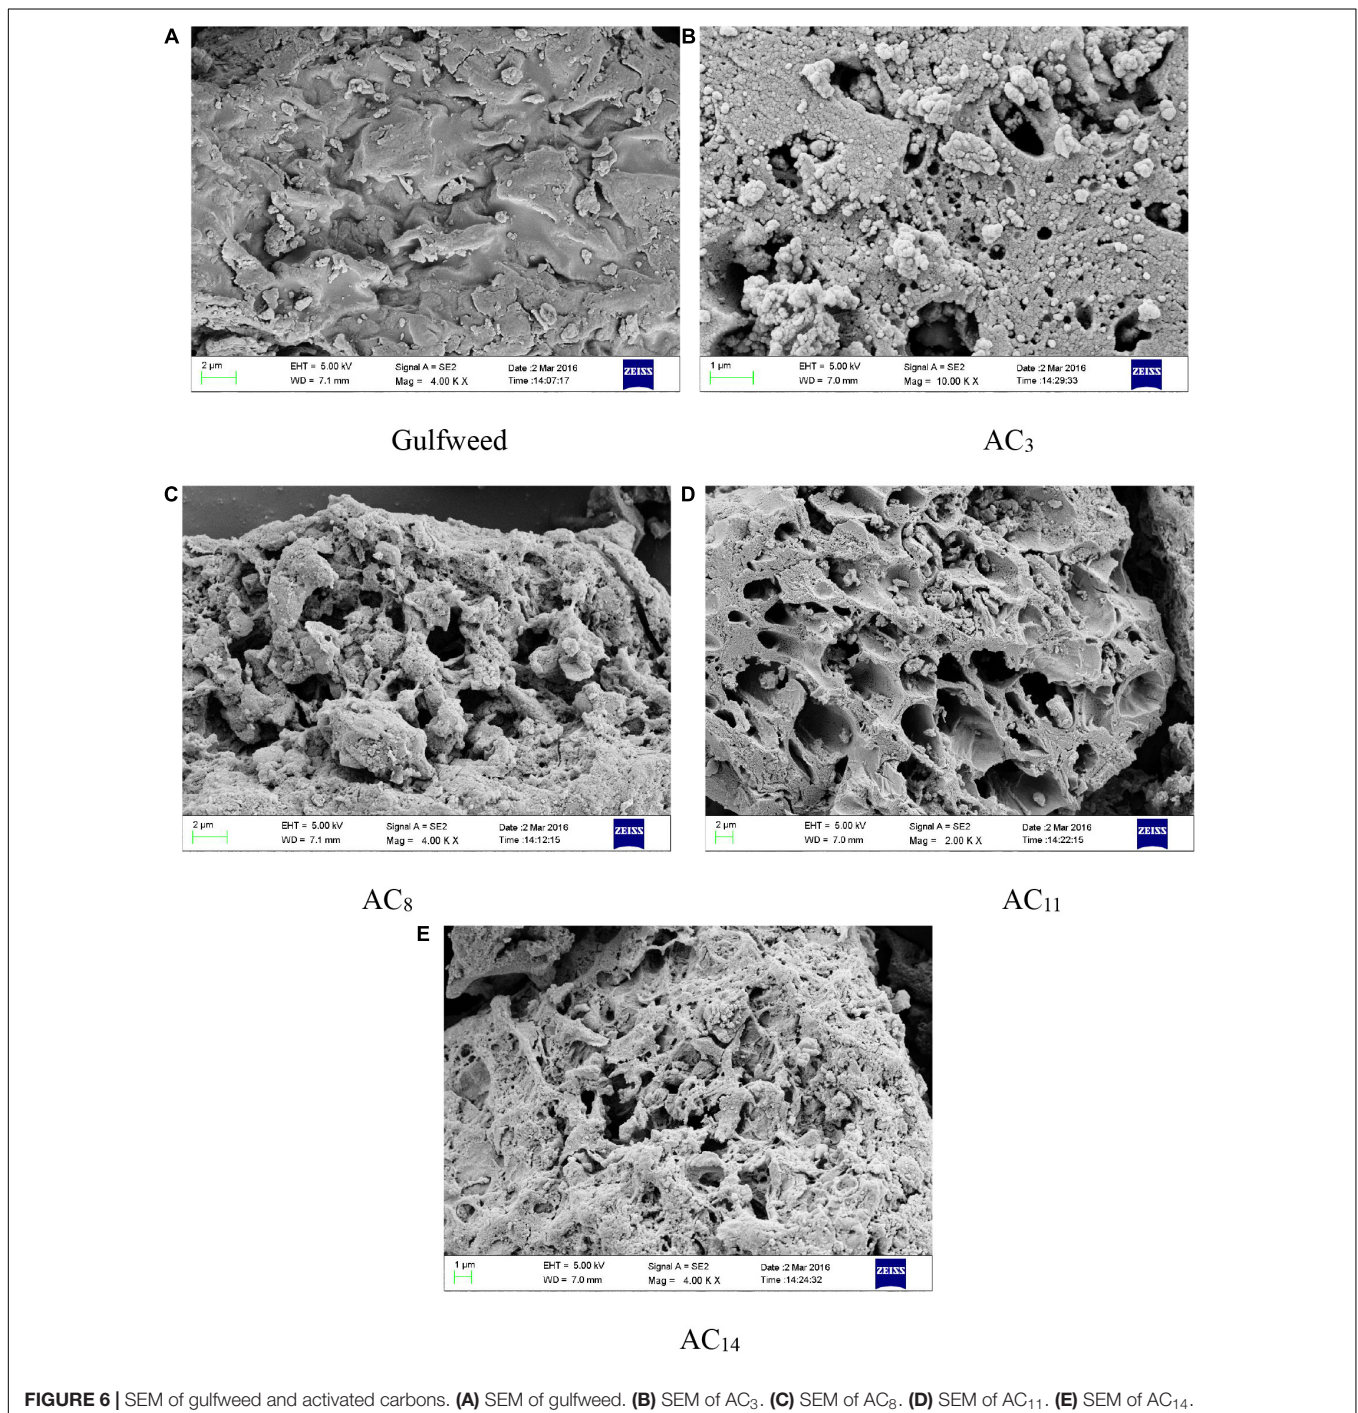 A
2 µm
EHT = 5.00 kV
Signal A = SE2
Date :2 Mar 2016
WD = 7.1 mm
Mag = 4.00 K X
Time :14:07:17
ZEISS
Gulfweed
B
1 µm
EHT = 5.00 kV
Signal A = SE2
Date :2 Mar 2016
WD = 7.0 mm
Mag = 10.00 K X
Time :14:29:33
ZEISS
AC₃
C
2 µm
EHT = 5.00 kV
Signal A = SE2
Date :2 Mar 2016
WD = 7.1 mm
Mag = 4.00 K X
Time :14:12:15
ZEISS
AC₈
D
2 µm
EHT = 5.00 kV
Signal A = SE2
Date :2 Mar 2016
WD = 7.0 mm
Mag = 2.00 K X
Time :14:22:15
ZEISS
AC₁₁
E
1 µm
EHT = 5.00 kV
Signal A = SE2
Date :2 Mar 2016
WD = 7.0 mm
Mag = 4.00 K X
Time :14:24:32
ZEISS
AC₁₄
FIGURE 6 | SEM of gulfweed and activated carbons. (A) SEM of gulfweed. (B) SEM of AC₃. (C) SEM of AC₈. (D) SEM of AC₁₁. (E) SEM of AC₁₄.